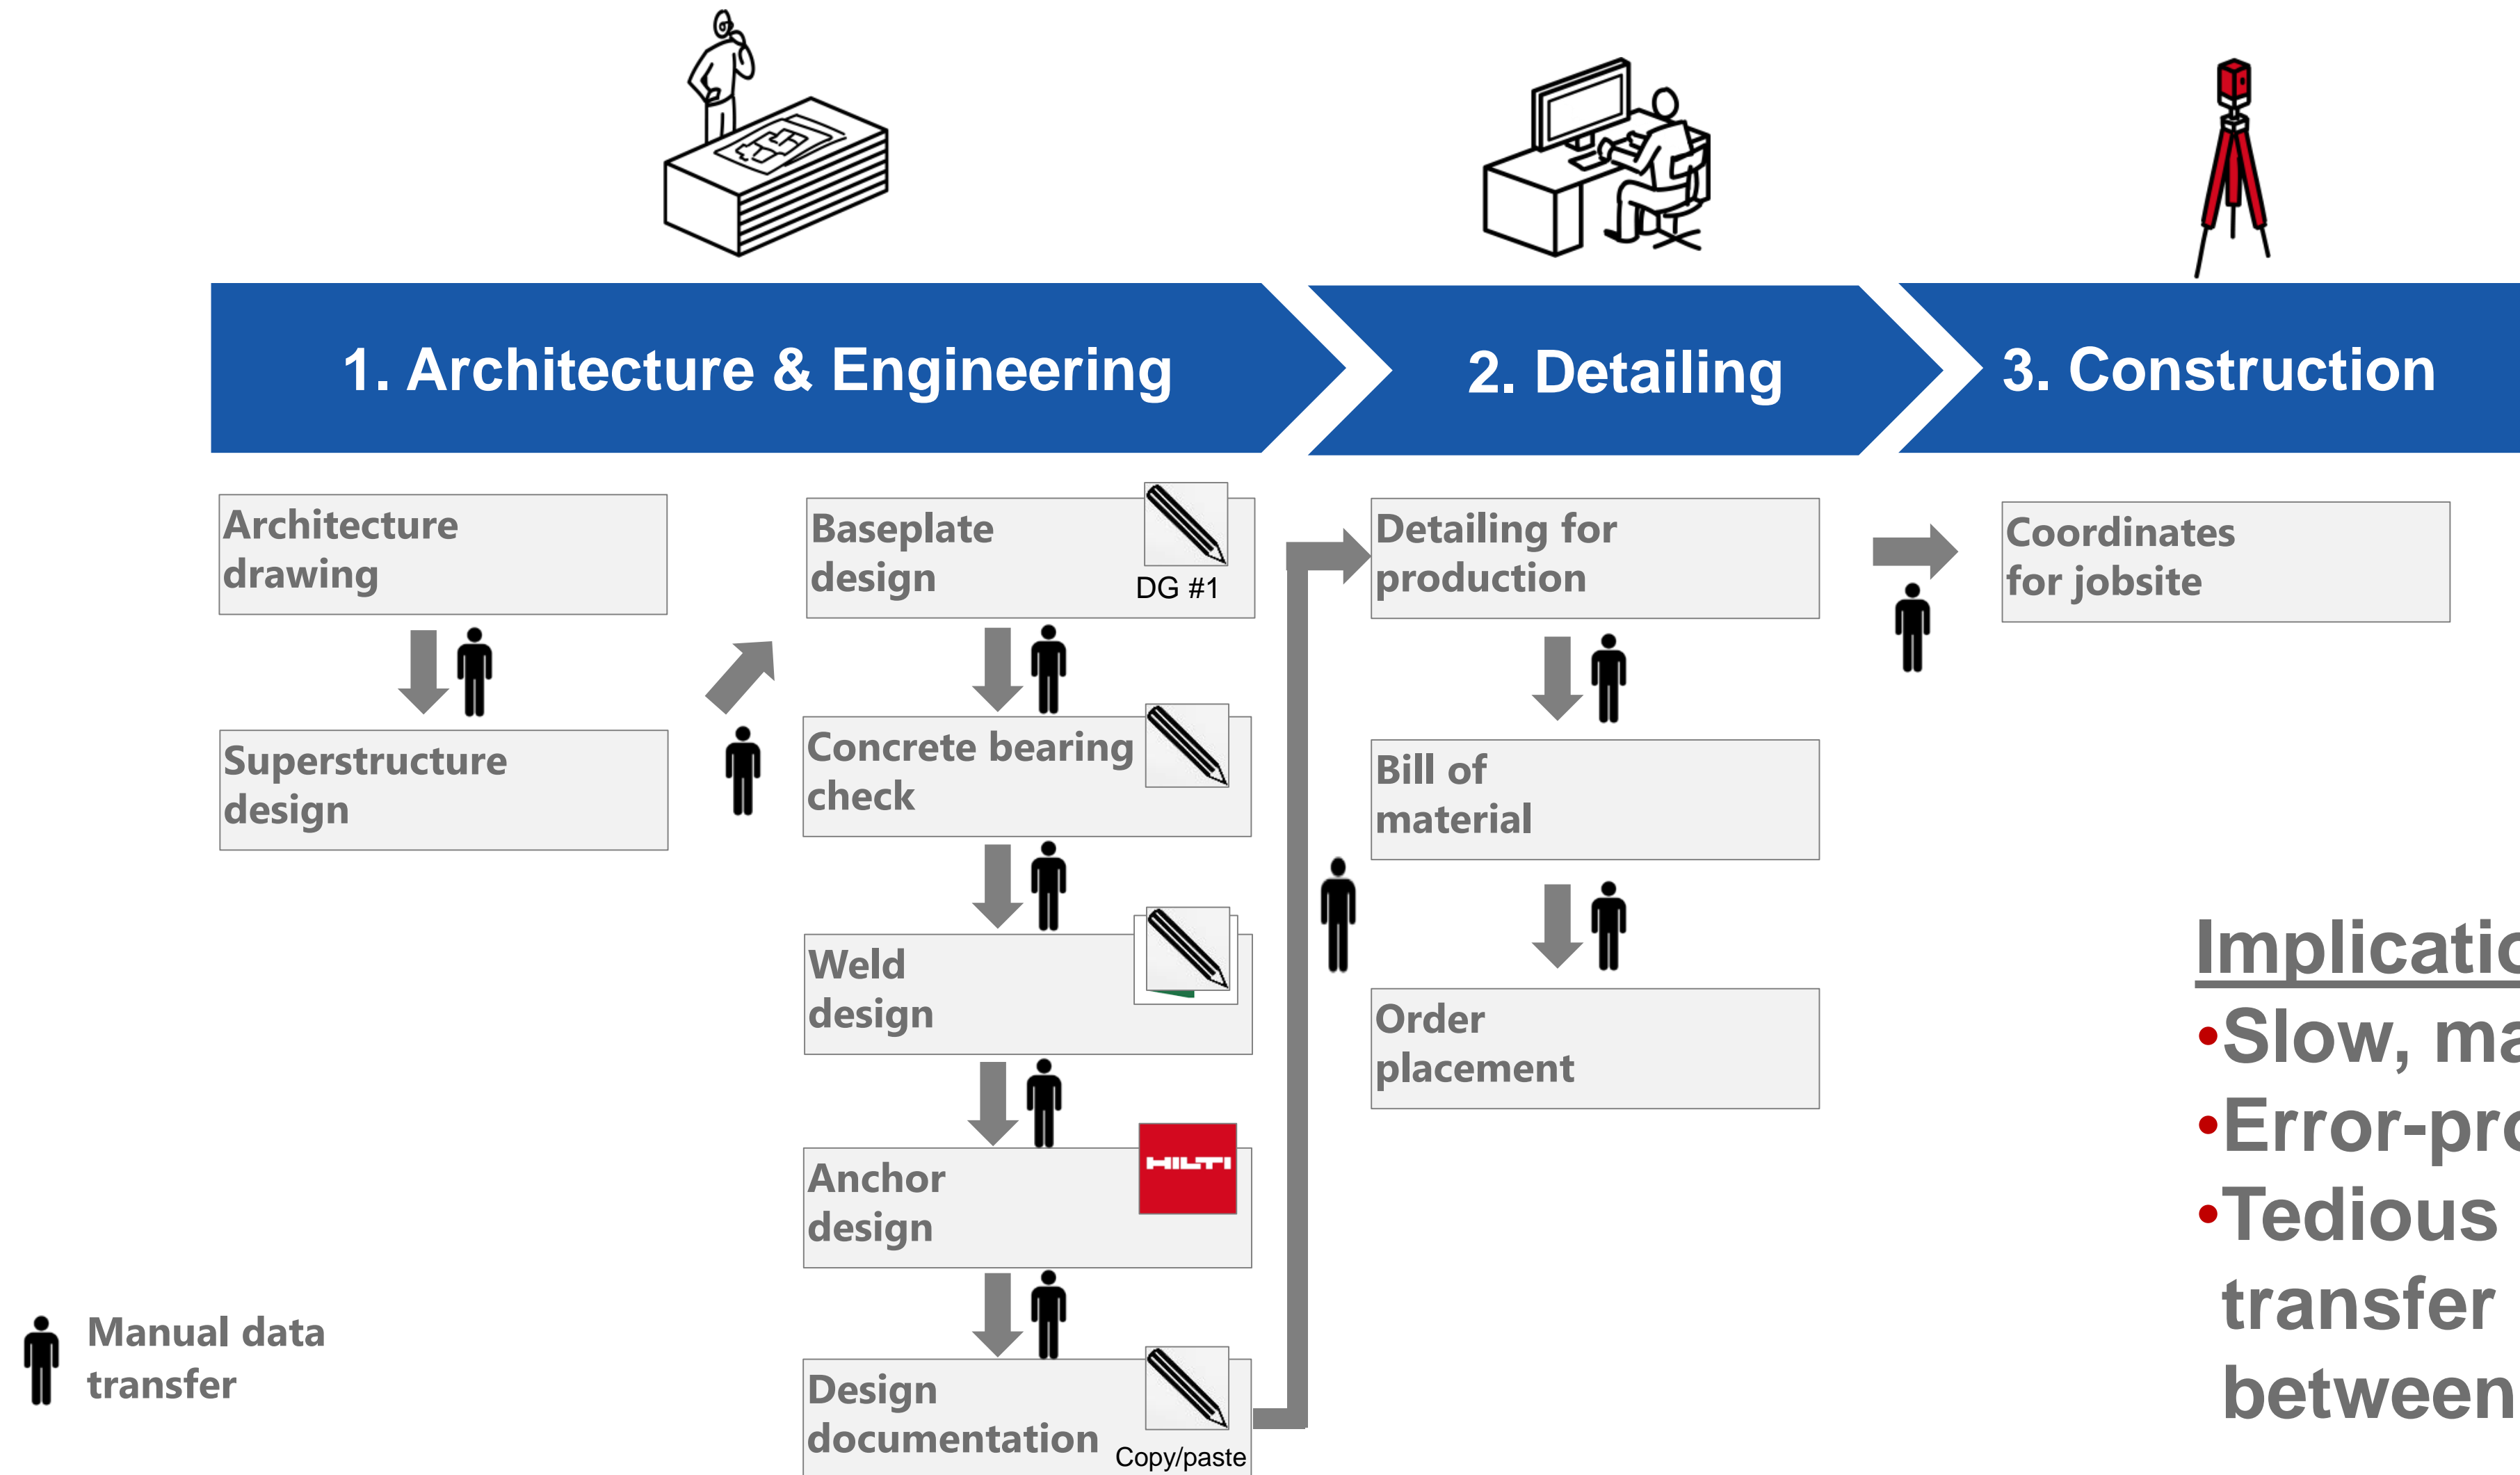 1. Architecture & Engineering
2. Detailing
3. Construction
Architecture
drawing
Superstructure
design
Baseplate
design
DG #1
Concrete bearing
check
Weld
design
Anchor
design
HILTI
Design
documentation
Copy/paste
Detailing for
production
Bill of
material
Order
placement
Coordinates
for jobsite
•Slow,
•Tedious
transfer
between
Manual data
transfer